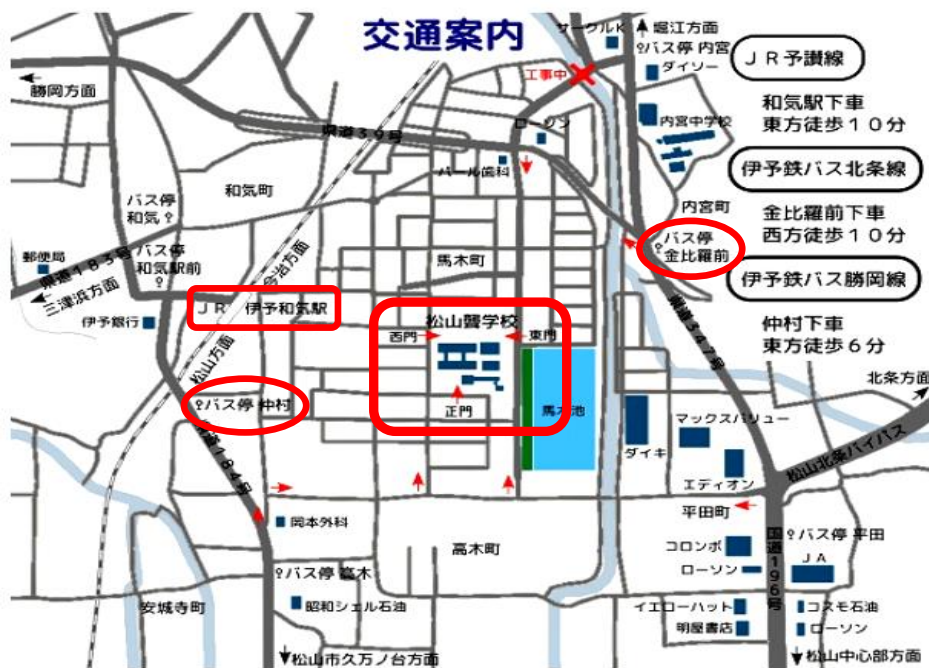 交通案内
サークルK
堀江方面
バス停 内宮
ダイソー
工事中
ＪＲ予讃線
勝岡方面
和気駅下車
東方徒歩１０分
内宮中学校
県道39号
ローソン
パール歯科
伊予鉄バス北条線
和気町
バス停
和気
内宮町
金比羅前下車
西方徒歩１０分
バス停
金比羅前
郵便局
県道183号
三津浜方面
バス停
和気駅前
今治方面
馬木町
伊予鉄バス勝岡線
ＪＲ 伊予和気駅
伊予銀行
松山聾学校
西門
東門
県道347号
仲村下車
東方徒歩６分
松山方面
北条方面
バス停 仲村
正門
馬木池
マックスバリュー
ダイキ
松山北条バイパス
県道184号
エディオン
平田町
岡本外科
高木町
国道196号
バス停 平田
コロンボ
ローソン
ＪＡ
バス停 高木
安城寺町
昭和シェル石油
イエローハット
コスモ石油
明屋書店
ローソン
松山市久万ノ台方面
松山中心部方面